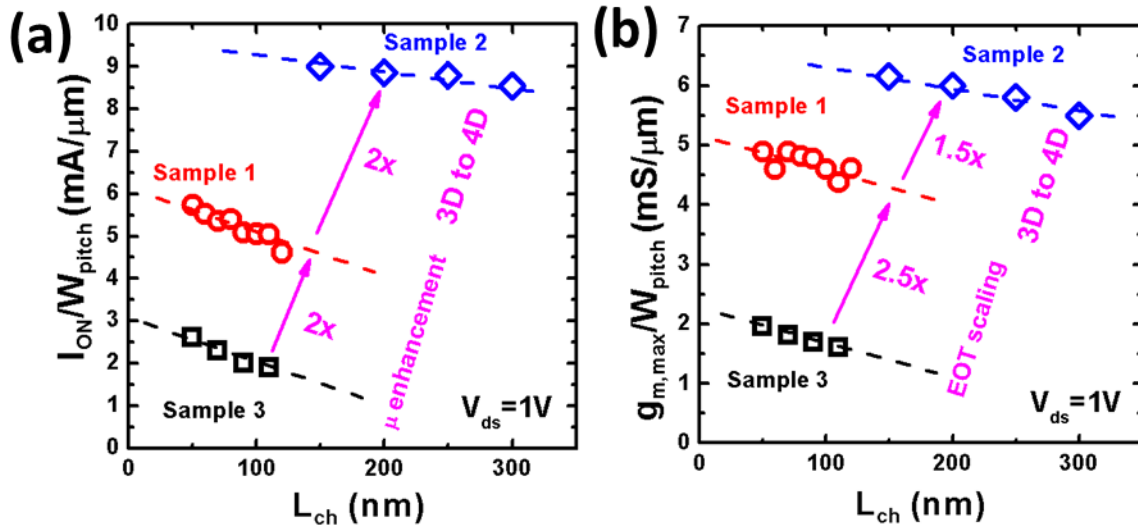 (a)
I_ON/W_pitch (mA/μm)
10
9
8
7
6
5
4
3
2
1
0
Sample 2
Sample 1
2x
2x
Sample 3
μ enhancement
3D to 4D
V_ds=1V
0
100
200
300
L_ch (nm)
(b)
g_m,max/W_pitch (mS/μm)
7
6
5
4
3
2
1
0
Sample 2
Sample 1
1.5x
2.5x
Sample 3
EOT scaling
3D to 4D
V_ds=1V
0
100
200
300
L_ch (nm)